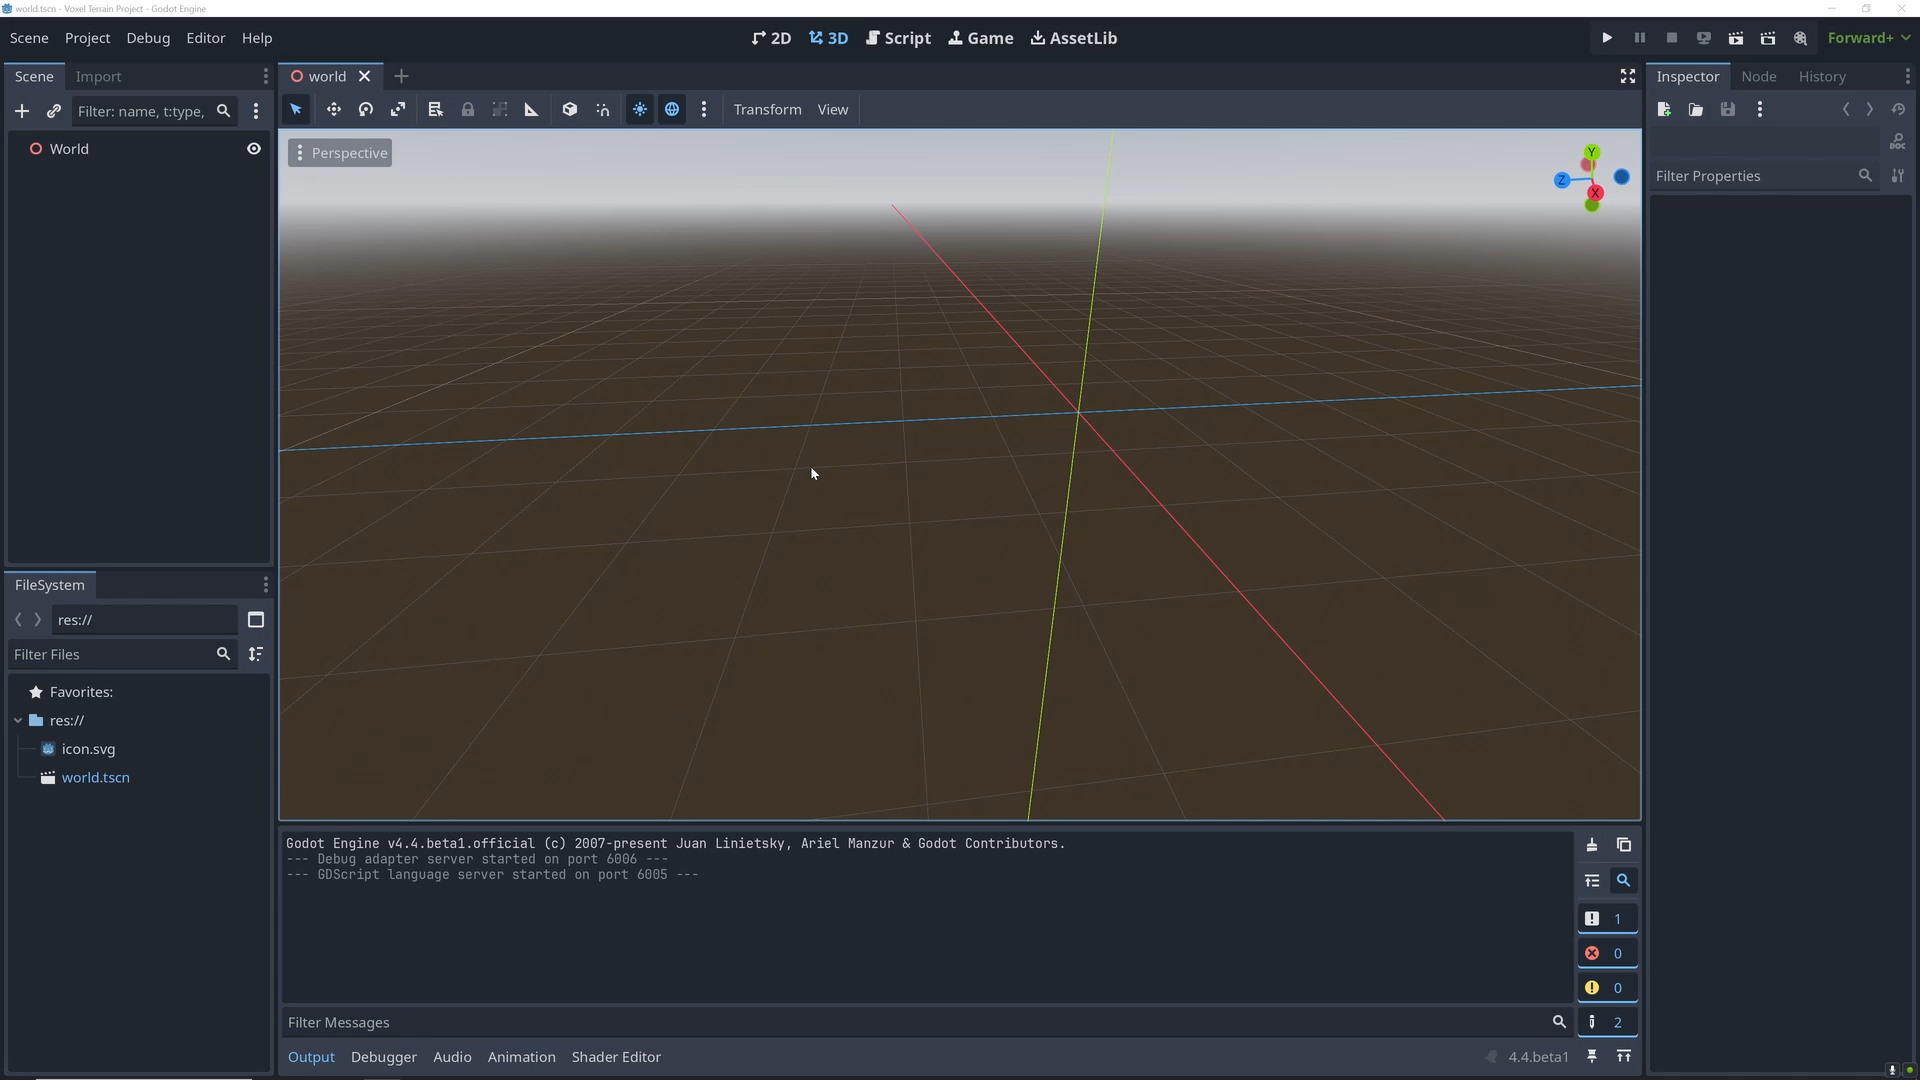 world.tscn - Voxel Terrain Project - Godot Engine
Scene Project Debug Editor Help
2D 3D Script Game AssetLib
Forward+
Scene Import
world
Inspector Node History
Filter: name, t:type,
Transform View
World
Perspective
Y
Z
X
DOC
Filter Properties
FileSystem
res://
Filter Files
Favorites:
res://
icon.svg
world.tscn
Godot Engine v4.4.beta1.official (c) 2007-present Juan Linietsky, Ariel Manzur & Godot Contributors.
--- Debug adapter server started on port 6006 ---
--- GDScript language server started on port 6005 ---
1
0
0
2
Filter Messages
Output Debugger Audio Animation Shader Editor
4.4.beta1